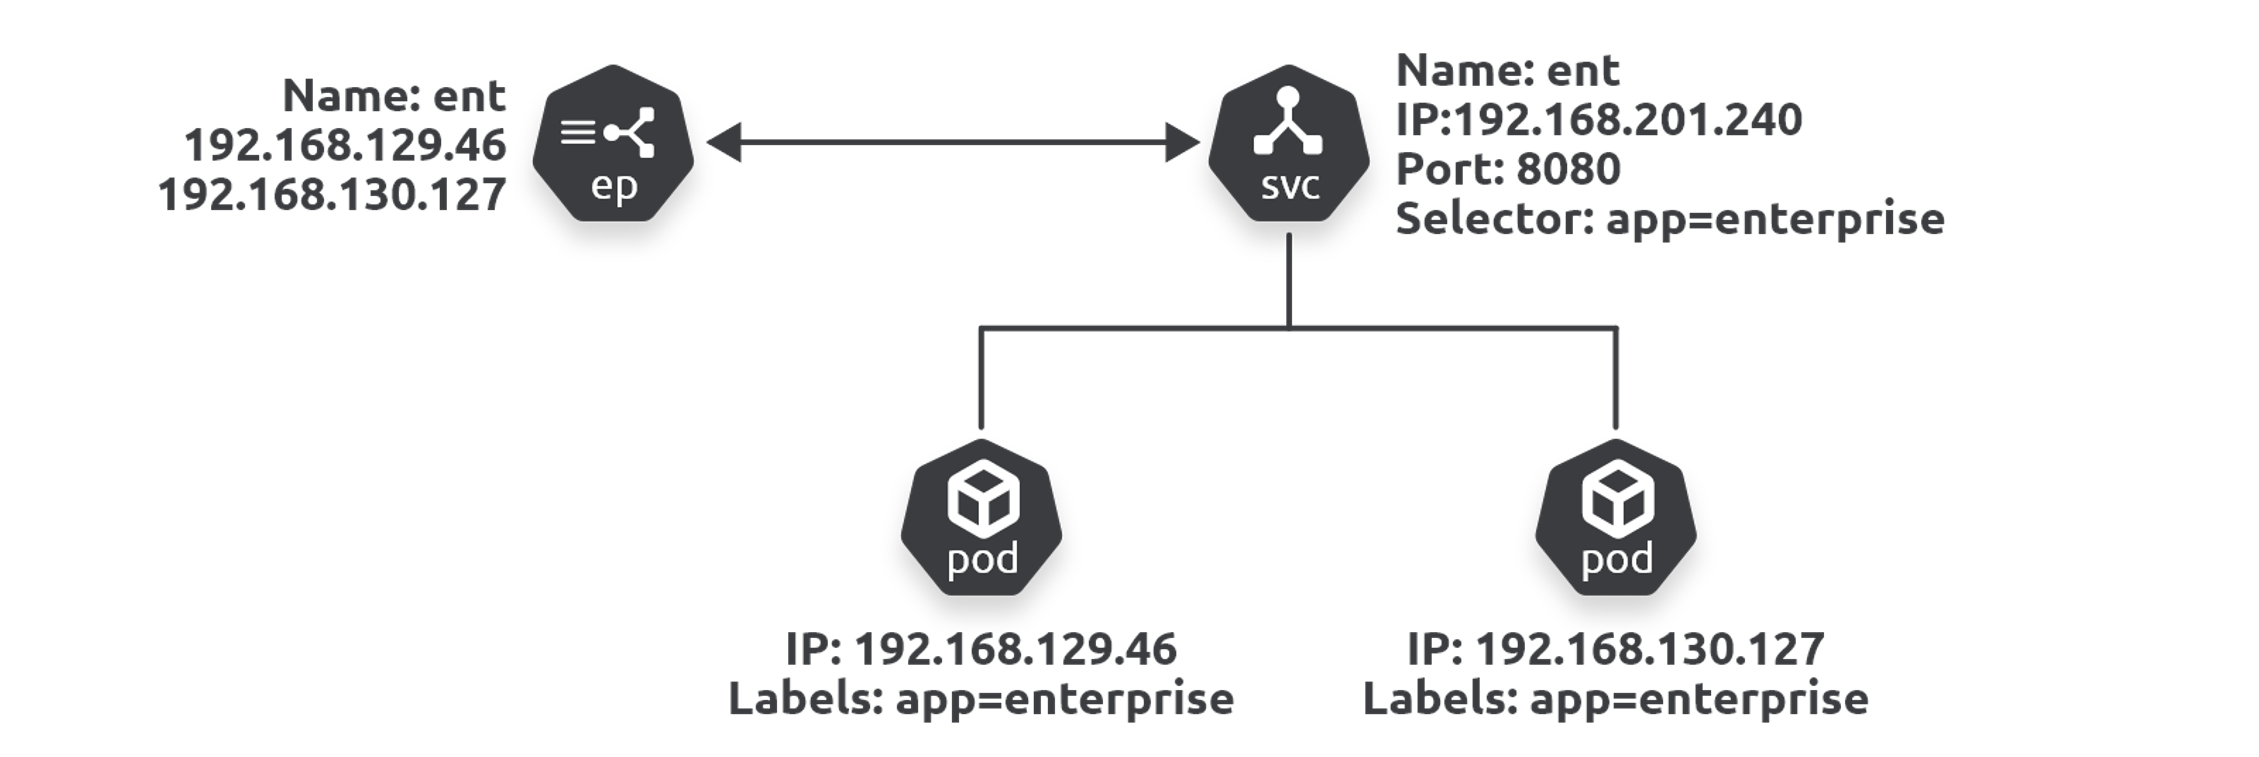 Name: ent
192.168.129.46
192.168.130.127
ep
svc
Name: ent
IP:192.168.201.240
Port: 8080
Selector: app=enterprise
pod
IP: 192.168.129.46
Labels: app=enterprise
pod
IP: 192.168.130.127
Labels: app=enterprise